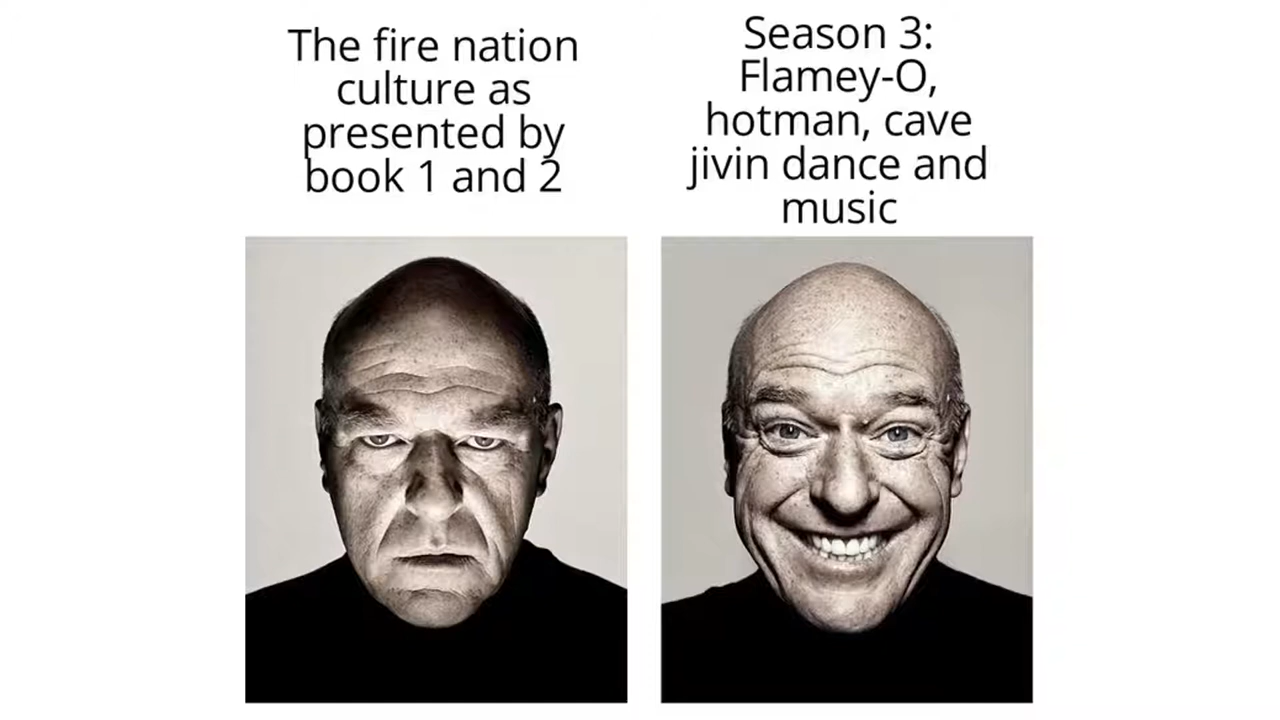 The fire nation
culture as
presented by
book 1 and 2
Season 3:
Flamey-O,
hotman, cave
jivin dance and
music